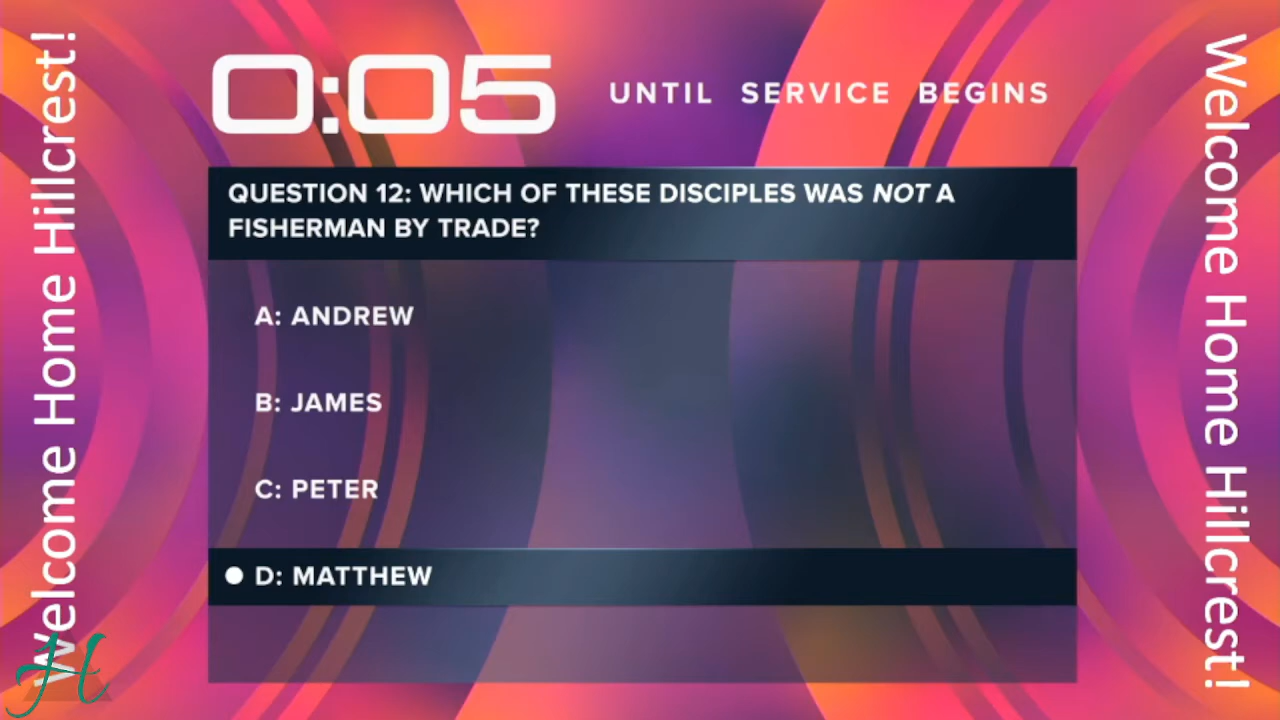 Welcome Home Hillcrest!
0:05 UNTIL SERVICE BEGINS
QUESTION 12: WHICH OF THESE DISCIPLES WAS NOT A
FISHERMAN BY TRADE?
A: ANDREW
B: JAMES
C: PETER
D: MATTHEW
H
Welcome Home Hillcrest!